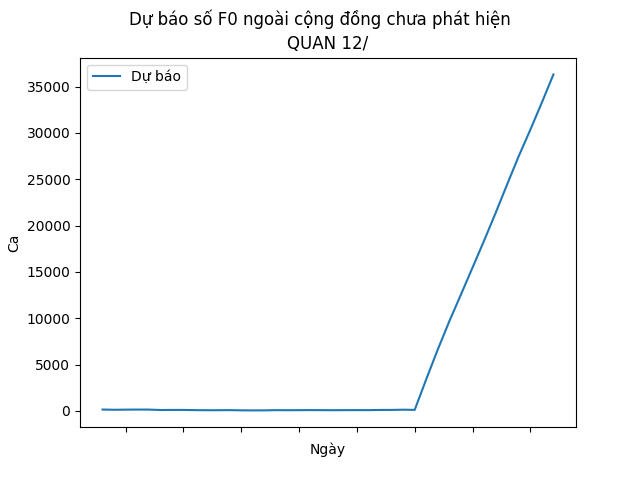 Dự báo số F0 ngoài cộng đồng chưa phát hiện
QUAN 12/
Dự báo
35000
30000
25000
20000
15000
10000
5000
0
Ca
Ngày